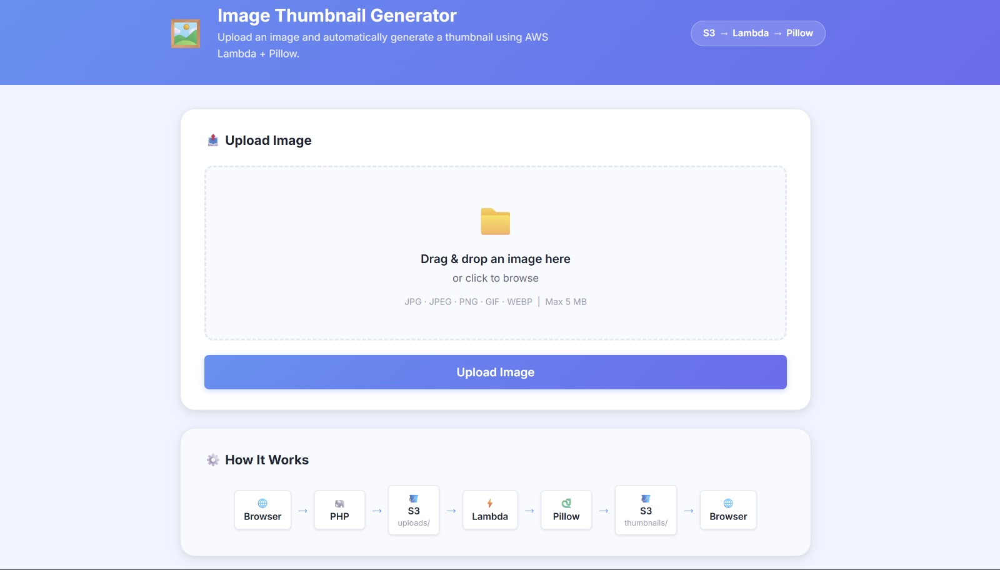 Image Thumbnail Generator
Upload an image and automatically generate a thumbnail using AWS
Lambda + Pillow.
S3 → Lambda → Pillow
Upload Image
Drag & drop an image here
or click to browse
JPG · JPEG · PNG · GIF · WEBP | Max 5 MB
Upload Image
How It Works
Browser → PHP → S3 uploads/ → Lambda → Pillow → S3 thumbnails/ → Browser